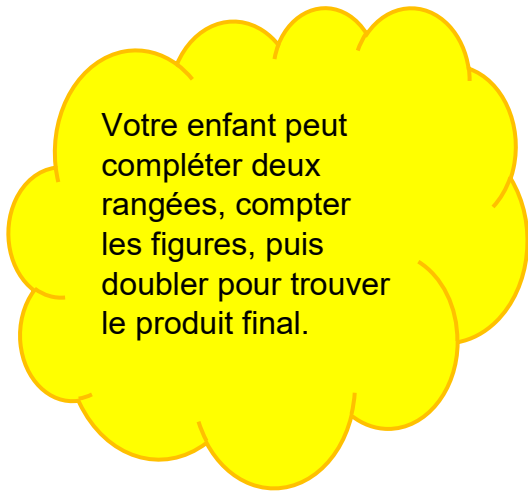 Votre enfant peut
compléter deux
rangées, compter
les figures, puis
doubler pour trouver
le produit final.